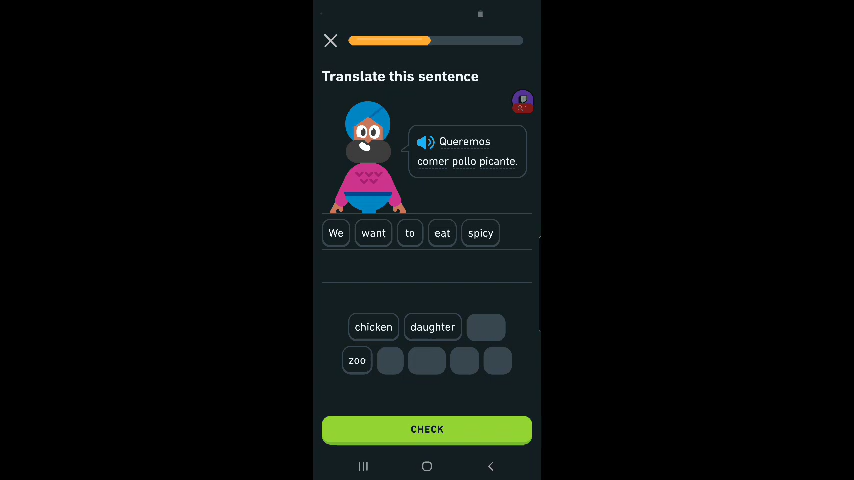 Translate this sentence
Queremos
comer pollo picante.
We want to eat spicy
chicken daughter
zoo
CHECK